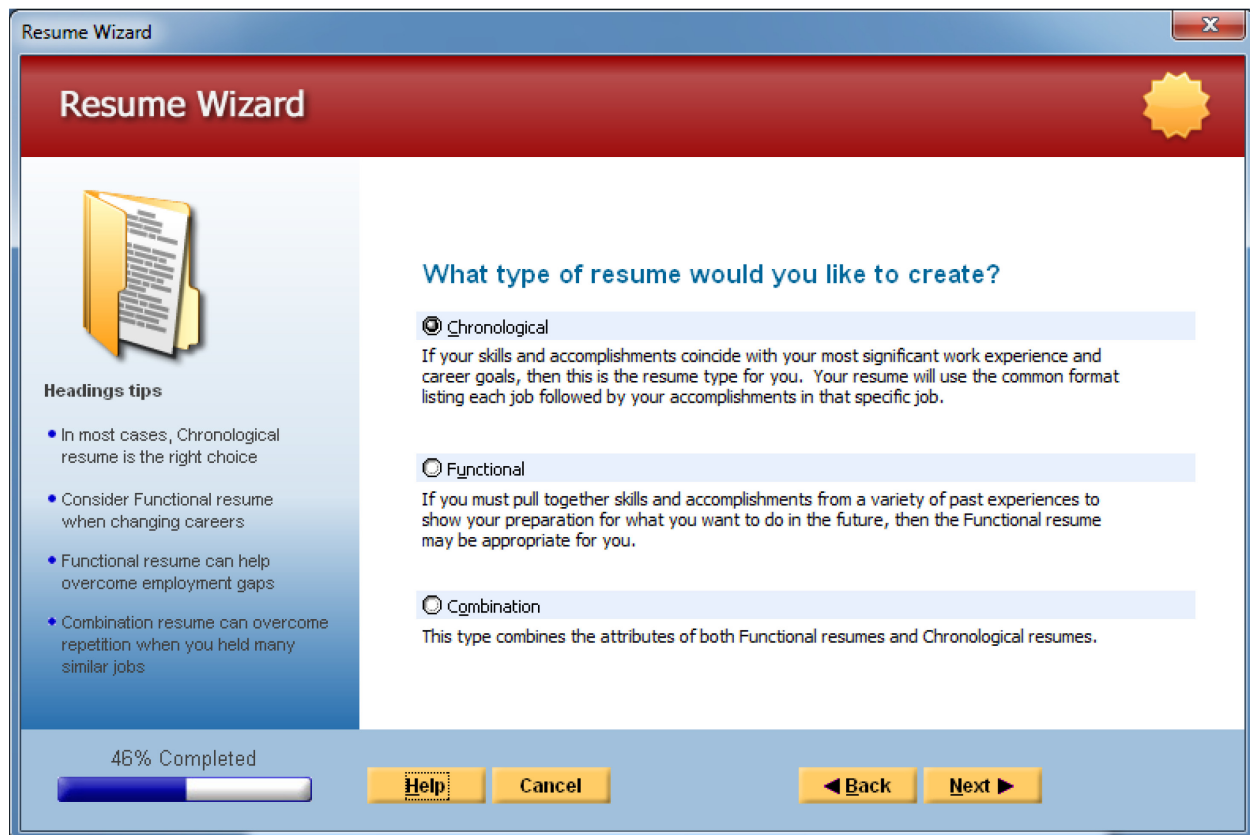 Resume Wizard
X
Resume Wizard
Headings tips
• In most cases, Chronological
resume is the right choice
• Consider Functional resume
when changing careers
• Functional resume can help
overcome employment gaps
• Combination resume can overcome
repetition when you held many
similar jobs
What type of resume would you like to create?
Chronological
If your skills and accomplishments coincide with your most significant work experience and
career goals, then this is the resume type for you.  Your resume will use the common format
listing each job followed by your accomplishments in that specific job.
Functional
If you must pull together skills and accomplishments from a variety of past experiences to
show your preparation for what you want to do in the future, then the Functional resume
may be appropriate for you.
Combination
This type combines the attributes of both Functional resumes and Chronological resumes.
46% Completed
Help Cancel Back Next